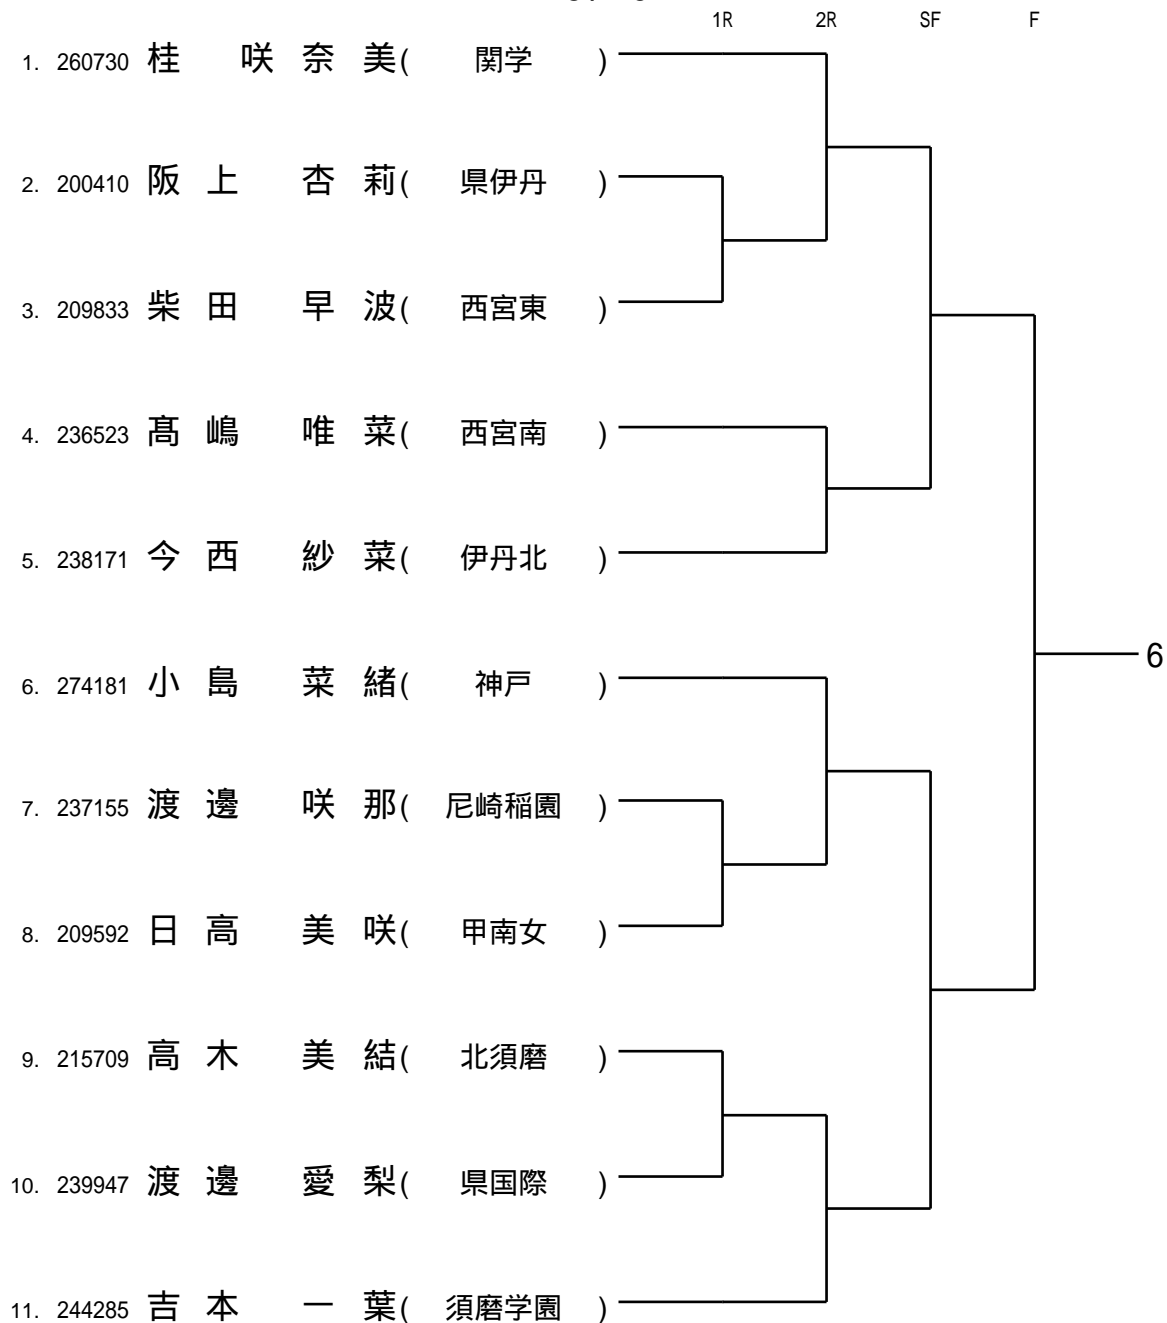 1R 2R SF F
1. 260730 桂 咲 奈 美( 関学 )
2. 200410 阪 上 杏 莉( 県伊丹 )
3. 209833 柴 田 早 波( 西宮東 )
4. 236523 髙 嶋 唯 菜( 西宮南 )
5. 238171 今 西 紗 菜( 伊丹北 )
6
6. 274181 小 島 菜 緒( 神戸 )
7. 237155 渡 邊 咲 那( 尼崎稲園 )
8. 209592 日 高 美 咲( 甲南女 )
9. 215709 高 木 美 結( 北須磨 )
10. 239947 渡 邊 愛 梨( 県国際 )
11. 244285 吉 本 一 葉( 須磨学園 )